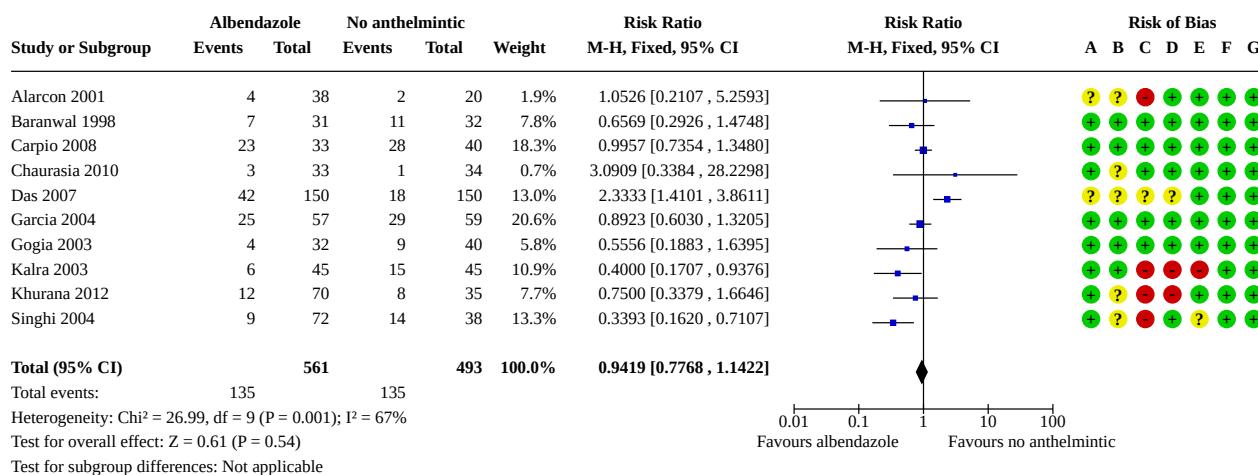 Albendazole No anthelmintic Risk Ratio Risk Ratio Risk of Bias
Study or Subgroup Events Total Events Total Weight M-H, Fixed, 95% CI M-H, Fixed, 95% CI A B C D E F G
Alarcon 2001 4 38 2 20 1.9% 1.0526 [0.2107 , 5.2593] ? ? - + + + +
Baranwal 1998 7 31 11 32 7.8% 0.6569 [0.2926 , 1.4748] + + + + + + +
Carpio 2008 23 33 28 40 18.3% 0.9957 [0.7354 , 1.3480] + + + + + + +
Chaurasia 2010 3 33 1 34 0.7% 3.0909 [0.3384 , 28.2298] + ? + + + + +
Das 2007 42 150 18 150 13.0% 2.3333 [1.4101 , 3.8611] ? ? ? ? + + +
Garcia 2004 25 57 29 59 20.6% 0.8923 [0.6030 , 1.3205] + + + + + + +
Gogia 2003 4 32 9 40 5.8% 0.5556 [0.1883 , 1.6395] + + + + + + +
Kalra 2003 6 45 15 45 10.9% 0.4000 [0.1707 , 0.9376] + + - - - + +
Khurana 2012 12 70 8 35 7.7% 0.7500 [0.3379 , 1.6646] + ? - - + + +
Singhi 2004 9 72 14 38 13.3% 0.3393 [0.1620 , 0.7107] + ? - + ? + +
Total (95% CI) 561 493 100.0% 0.9419 [0.7768 , 1.1422]
Total events: 135 135
Heterogeneity: Chi² = 26.99, df = 9 (P = 0.001); I² = 67%
Test for overall effect: Z = 0.61 (P = 0.54)
Test for subgroup differences: Not applicable
0.01 0.1 1 10 100
Favours albendazole Favours no anthelmintic